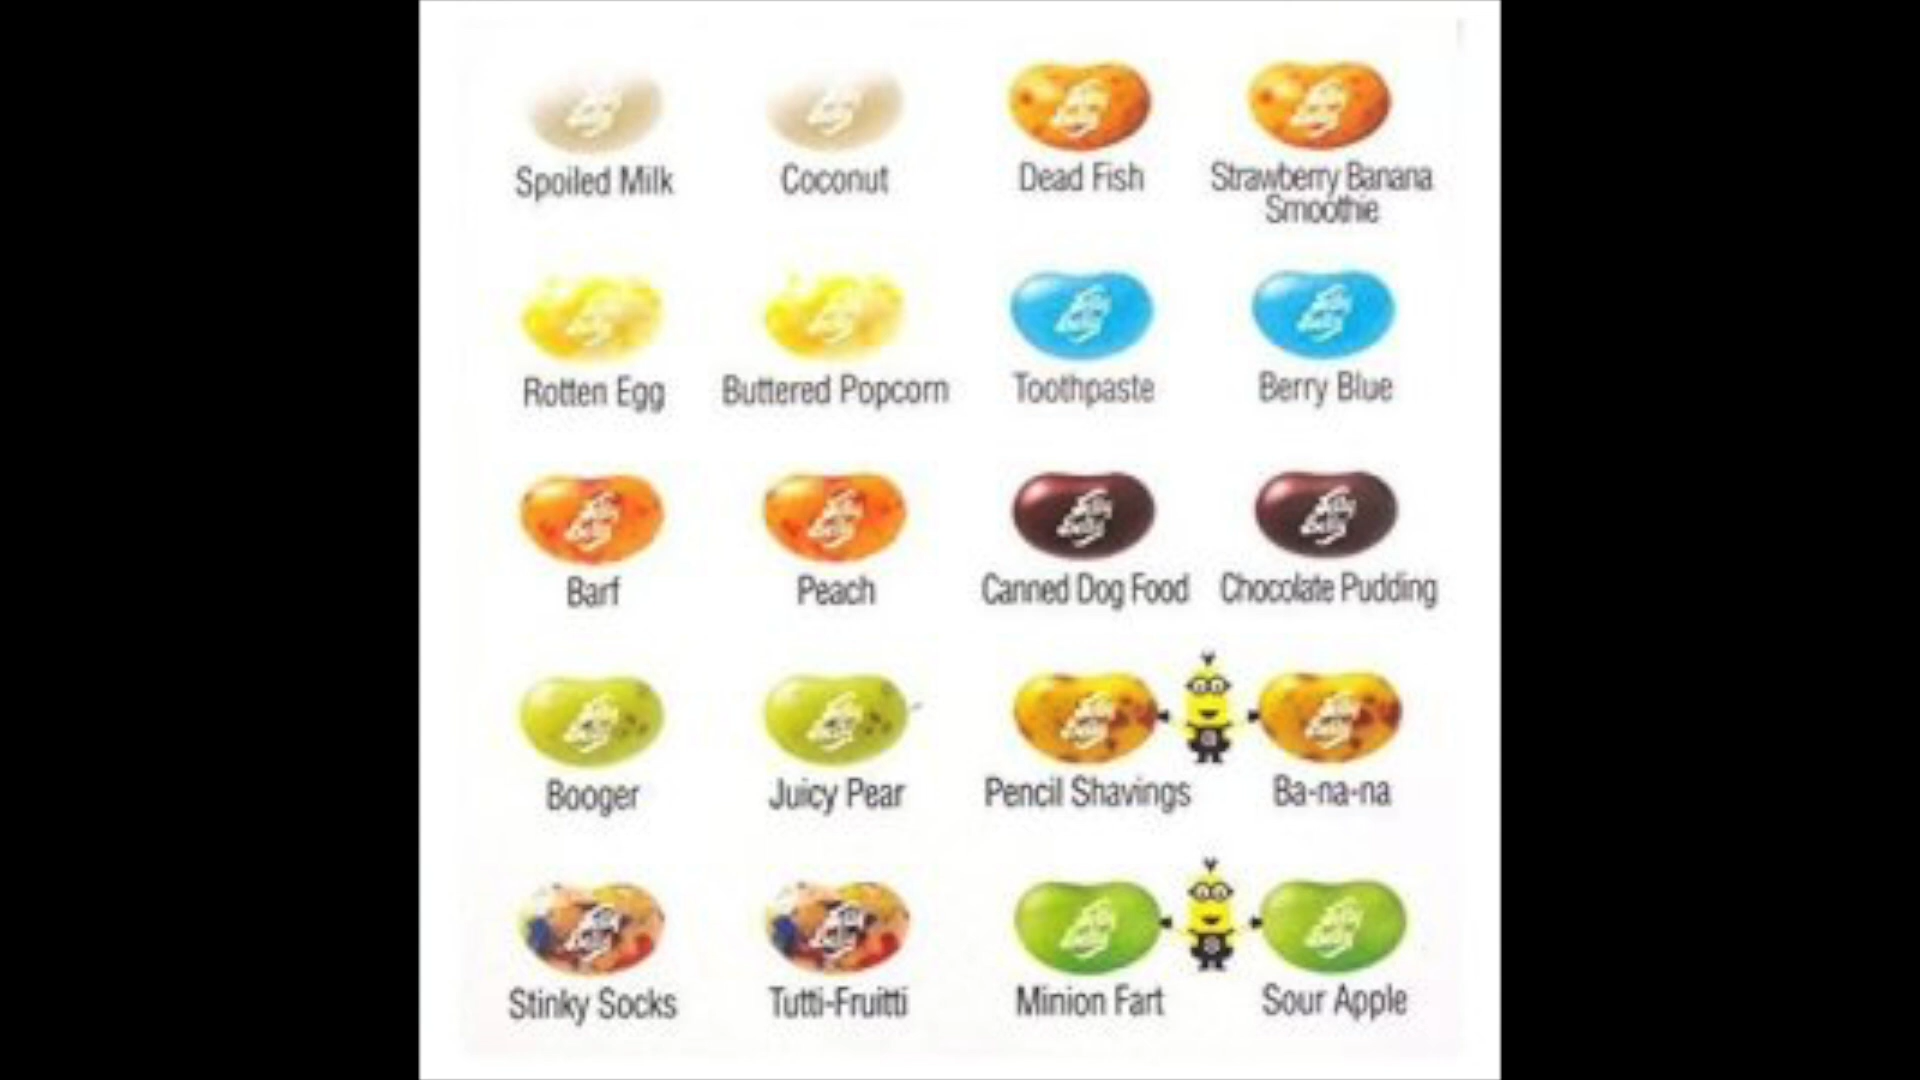 Spoiled Milk
Coconut
Dead Fish
Strawberry Banana
Smoothie
Rotten Egg
Buttered Popcorn
Toothpaste
Berry Blue
Barf
Peach
Canned Dog Food
Chocolate Pudding
Booger
Juicy Pear
Pencil Shavings
Ba-na-na
Stinky Socks
Tutti-Fruitti
Minion Fart
Sour Apple